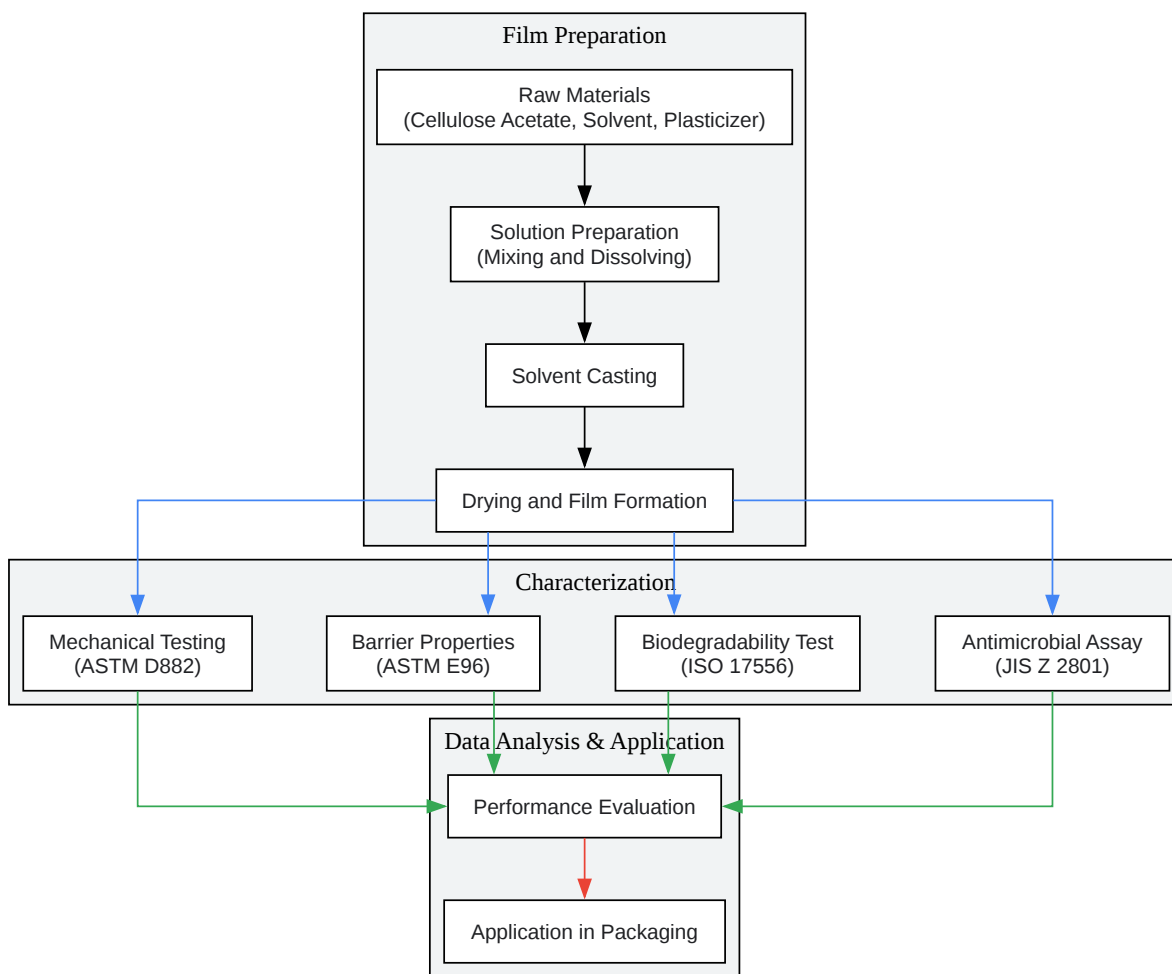 Film Preparation
Raw Materials
(Cellulose Acetate, Solvent, Plasticizer)
Solution Preparation
(Mixing and Dissolving)
Solvent Casting
Drying and Film Formation
Characterization
Mechanical Testing
(ASTM D882)
Barrier Properties
(ASTM E96)
Biodegradability Test
(ISO 17556)
Antimicrobial Assay
(JIS Z 2801)
Data Analysis & Application
Performance Evaluation
Application in Packaging